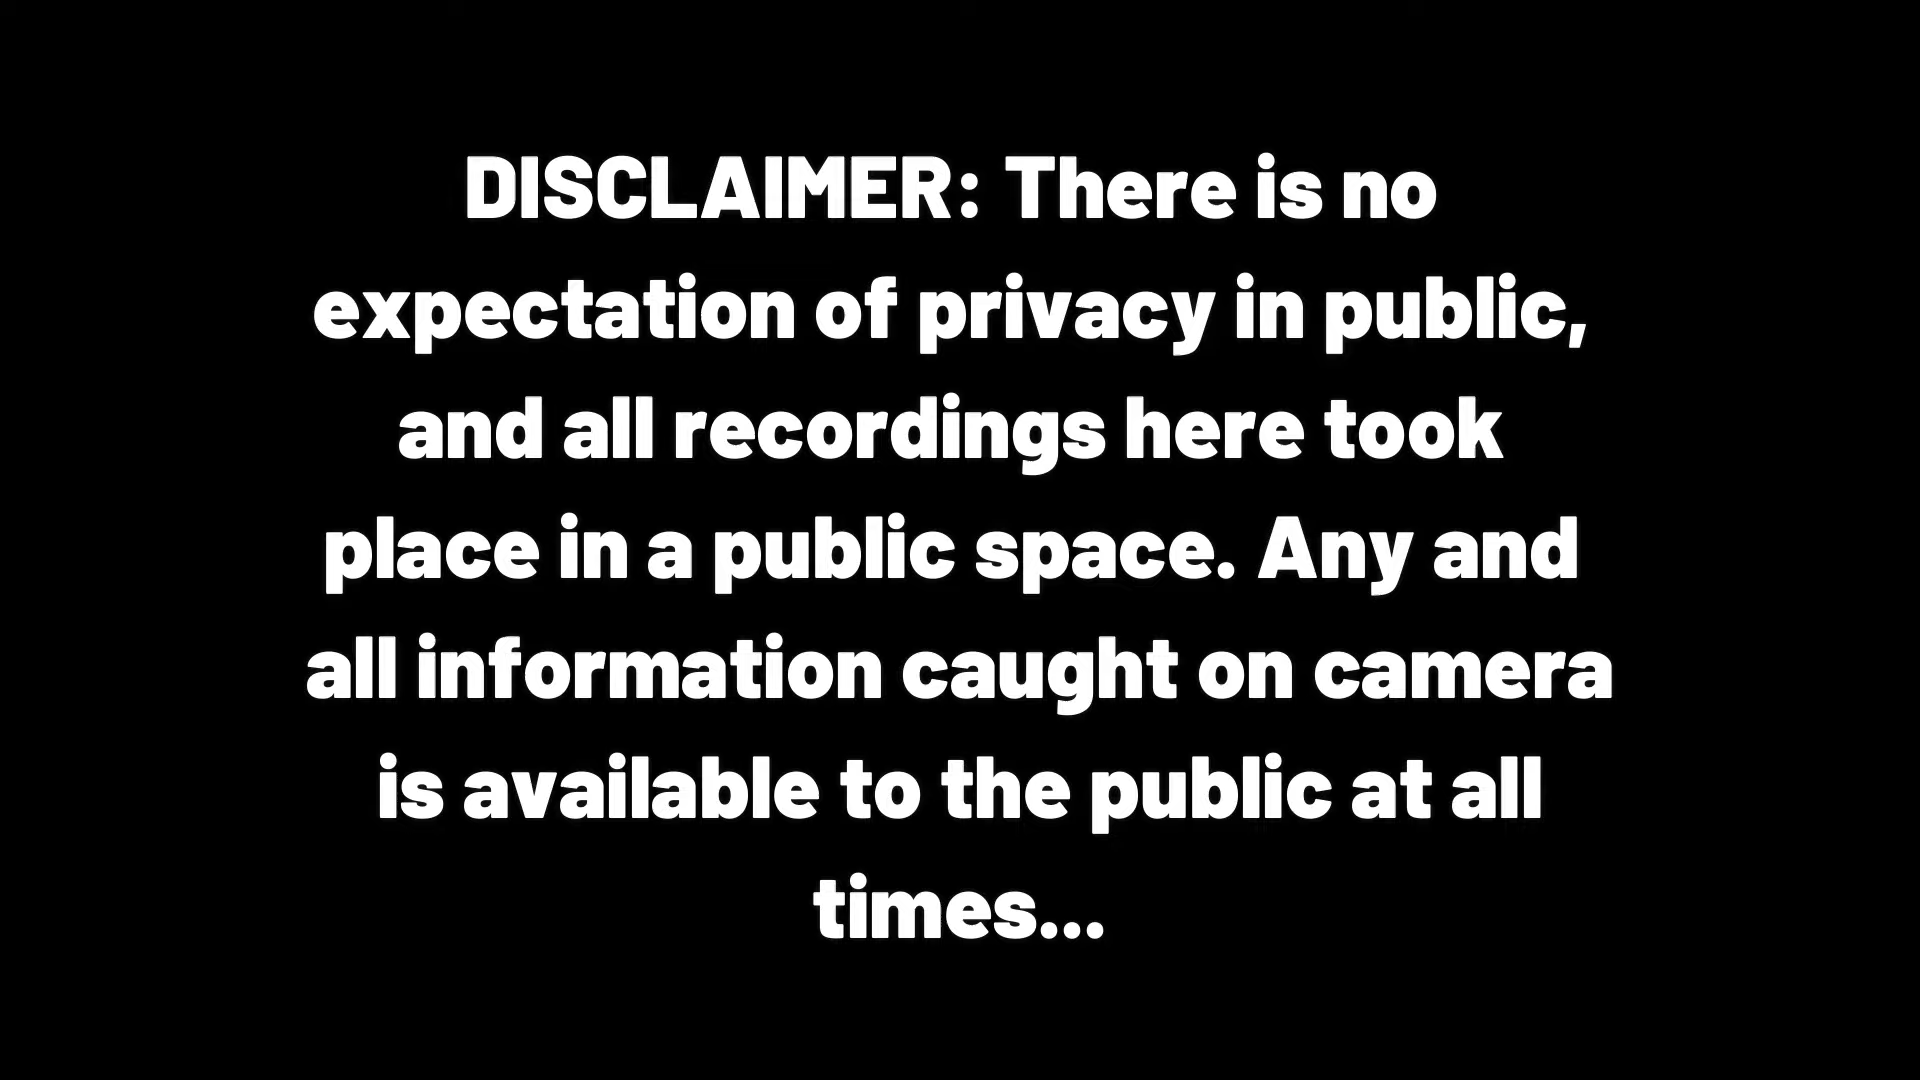 DISCLAIMER: There is no
expectation of privacy in public,
and all recordings here took
place in a public space. Any and
all information caught on camera
is available to the public at all
times...